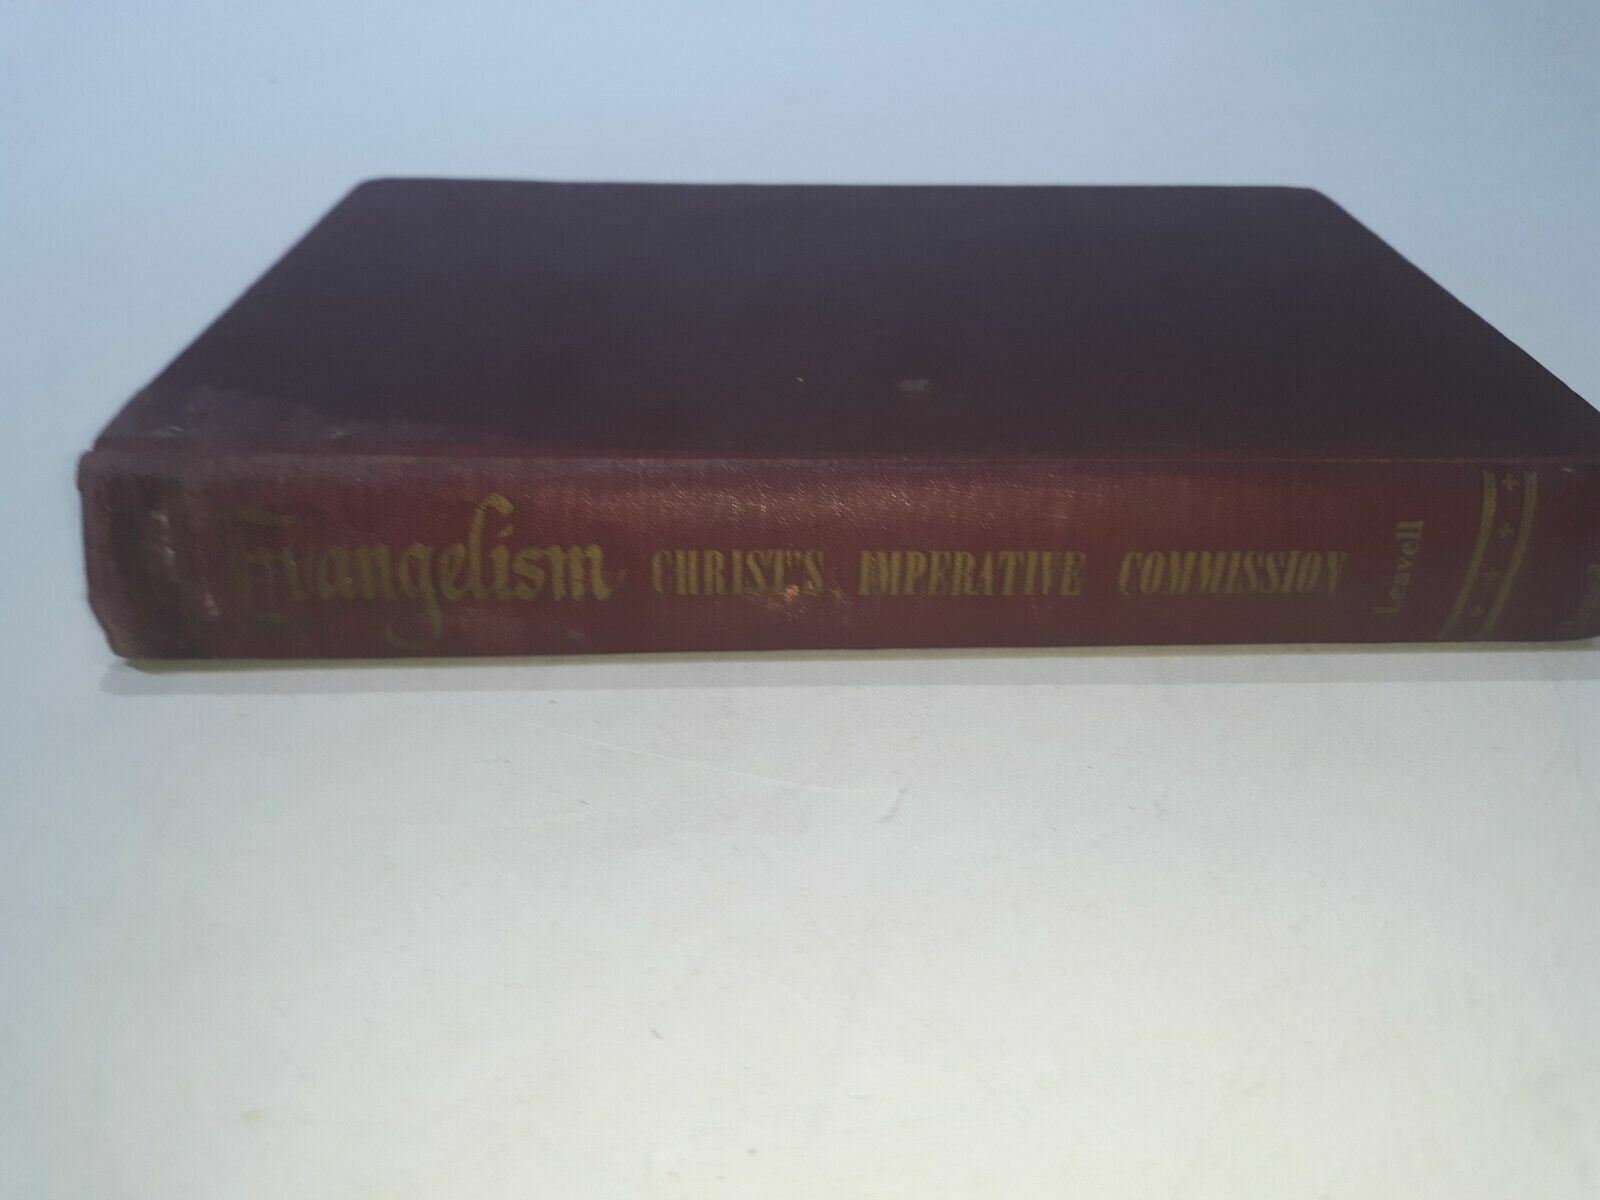 Evangelism CHRIST'S IMPERATIVE COMMISSION
Leavell